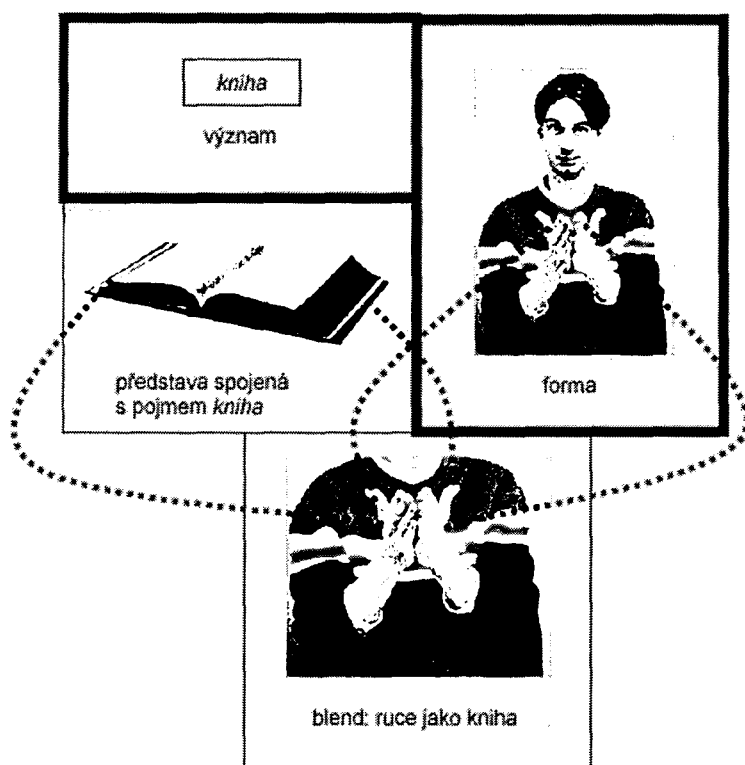 kniha
význam
představa spojená
s pojmem kniha
forma
blend: ruce jako kniha